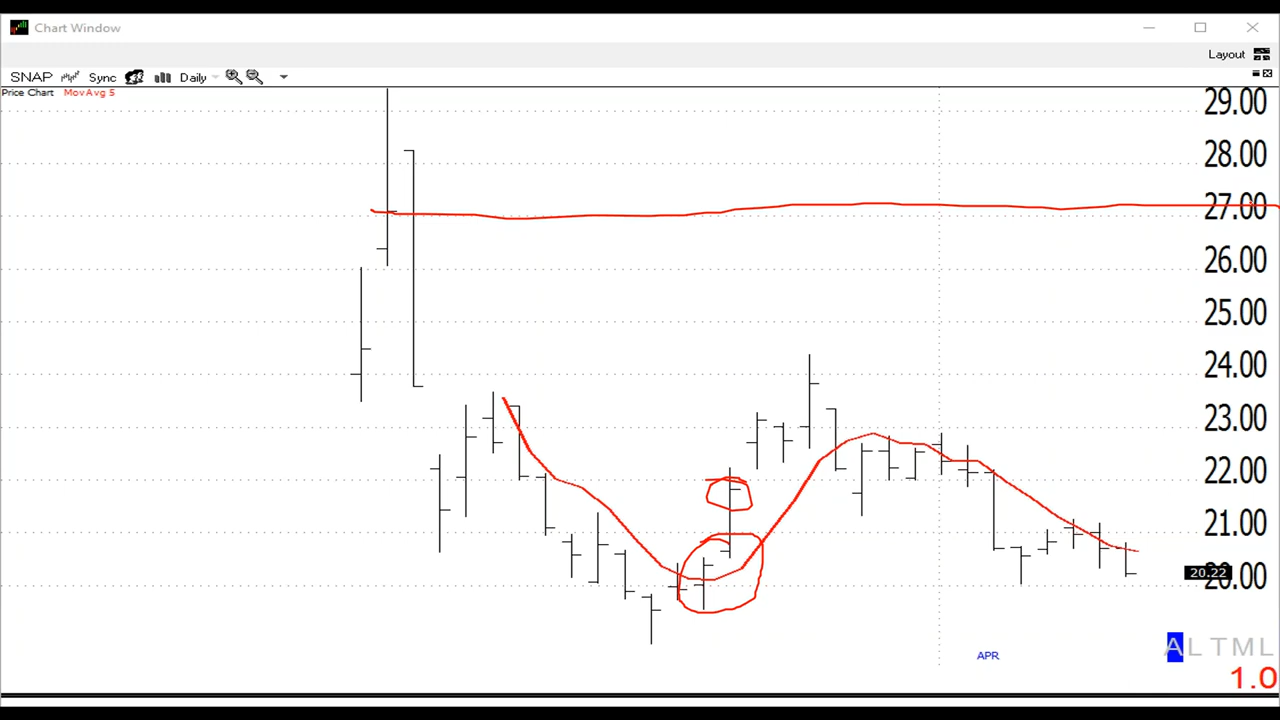 Chart Window
Layout
SNAP Sync Daily
Price Chart MovAvg 5
29.00
28.00
27.00
26.00
25.00
24.00
23.00
22.00
21.00
20.22
20.00
APR
ALTML
1.0